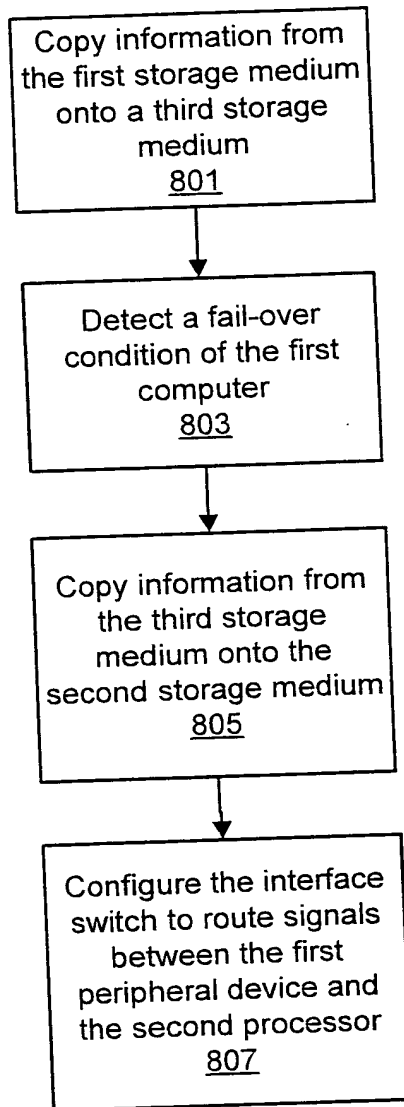 Copy information from
the first storage medium
onto a third storage
medium
801
Detect a fail-over
condition of the first
computer
803
Copy information from
the third storage
medium onto the
second storage medium
805
Configure the interface
switch to route signals
between the first
peripheral device and
the second processor
807